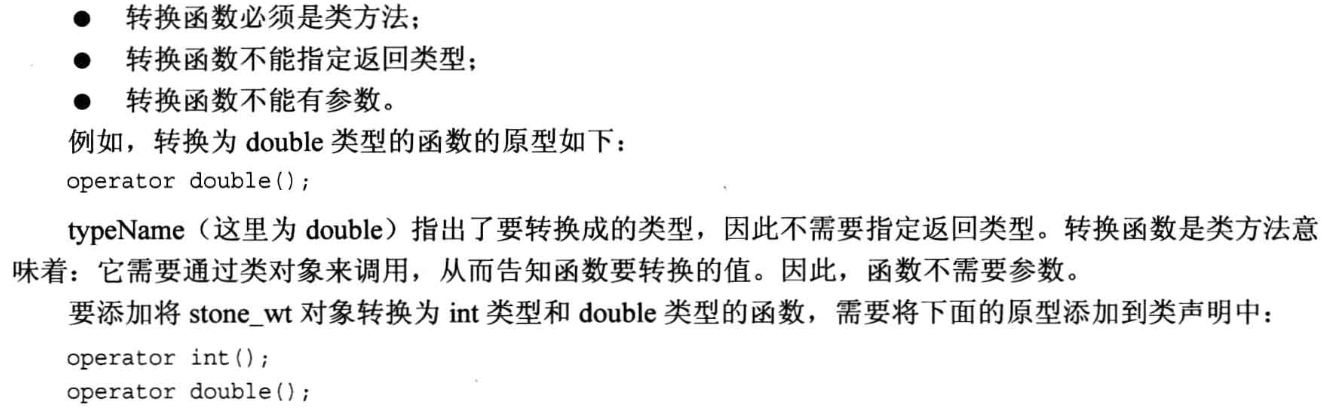 ● 转换函数必须是类方法；
● 转换函数不能指定返回类型；
● 转换函数不能有参数。
例如，转换为 double 类型的函数的原型如下：
operator double();
typeName（这里为 double）指出了要转换成的类型，因此不需要指定返回类型。转换函数是类方法意
味着：它需要通过类对象来调用，从而告知函数要转换的值。因此，函数不需要参数。
要添加将 stone_wt 对象转换为 int 类型和 double 类型的函数，需要将下面的原型添加到类声明中：
operator int();
operator double();